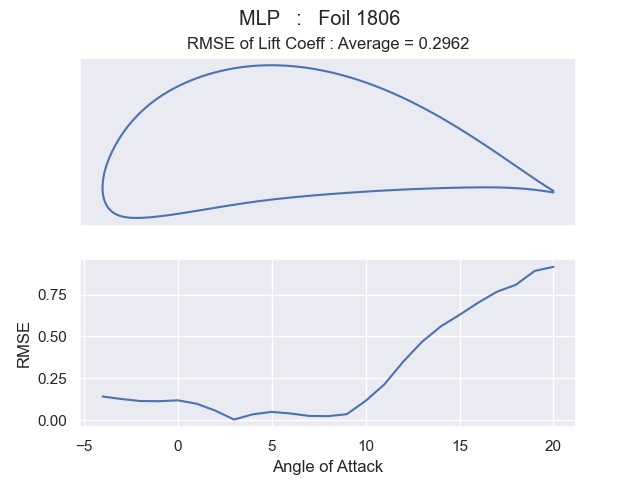 MLP   :   Foil 1806
RMSE of Lift Coeff : Average = 0.2962
0.75
0.50
0.25
0.00
RMSE
−5 0 5 10 15 20
Angle of Attack